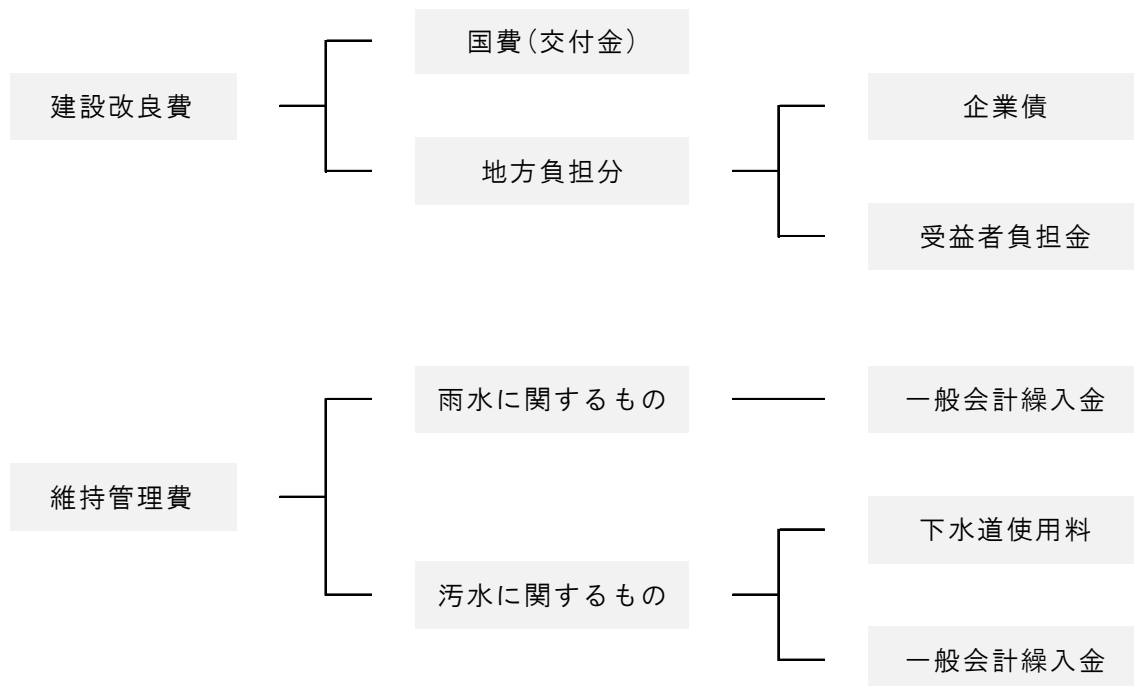 国費(交付金)
建設改良費
企業債
地方負担分
受益者負担金
雨水に関するもの
一般会計繰入金
維持管理費
下水道使用料
汚水に関するもの
一般会計繰入金